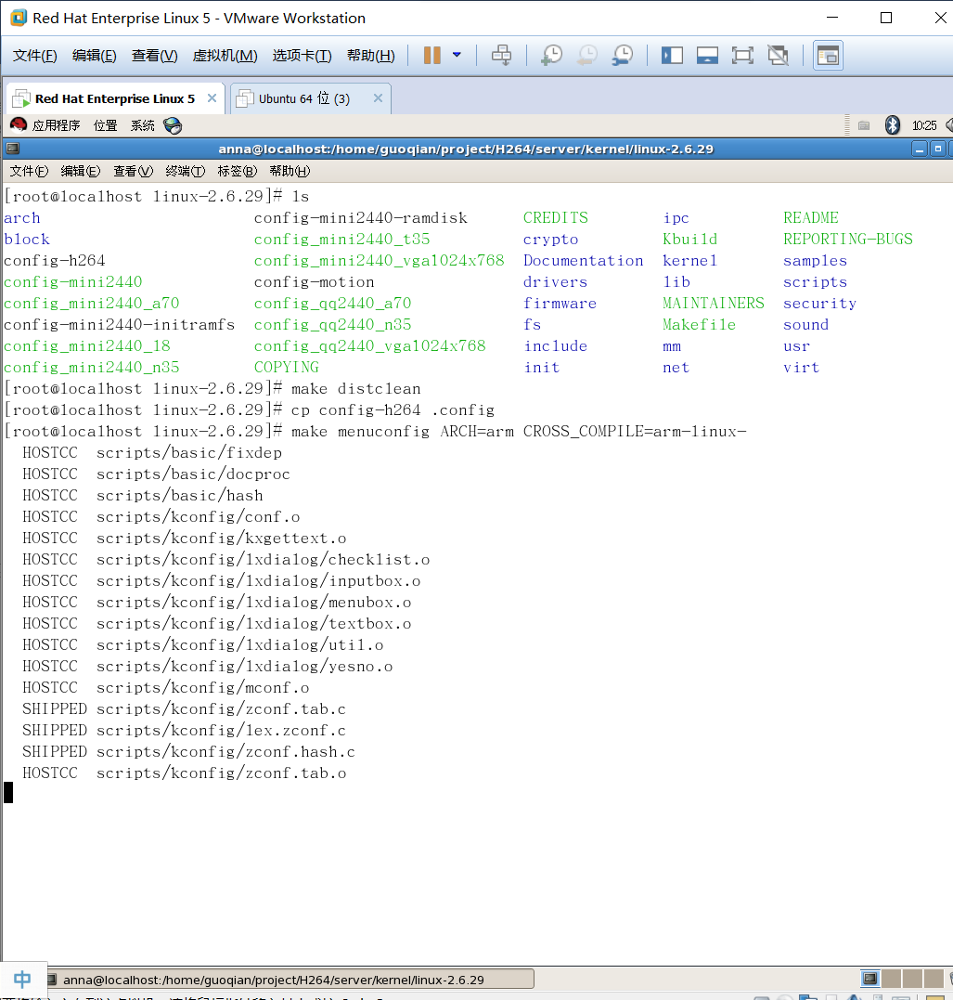 Red Hat Enterprise Linux 5 - VMware Workstation
文件(F) 编辑(E) 查看(V) 虚拟机(M) 选项卡(T) 帮助(H)
Red Hat Enterprise Linux 5 Ubuntu 64 位 (3)
应用程序 位置 系统 10:25
anna@localhost:/home/guoqian/project/H264/server/kernel/linux-2.6.29
文件(F) 编辑(E) 查看(V) 终端(T) 标签(B) 帮助(H)
[root@localhost linux-2.6.29]# ls
arch config-mini2440-ramdisk CREDITS ipc README
block config_mini2440_t35 crypto Kbuild REPORTING-BUGS
config-h264 config_mini2440_vga1024x768 Documentation kernel samples
config-mini2440 config-motion drivers lib scripts
config_mini2440_a70 config_qq2440_a70 firmware MAINTAINERS security
config-mini2440-initramfs config_qq2440_n35 fs Makefile sound
config_mini2440_l8 config_qq2440_vga1024x768 include mm usr
config_mini2440_n35 COPYING init net virt
[root@localhost linux-2.6.29]# make distclean
[root@localhost linux-2.6.29]# cp config-h264 .config
[root@localhost linux-2.6.29]# make menuconfig ARCH=arm CROSS_COMPILE=arm-linux-
HOSTCC scripts/basic/fixdep
HOSTCC scripts/basic/docproc
HOSTCC scripts/basic/hash
HOSTCC scripts/kconfig/conf.o
HOSTCC scripts/kconfig/kxgettext.o
HOSTCC scripts/kconfig/lxdialog/checklist.o
HOSTCC scripts/kconfig/lxdialog/inputbox.o
HOSTCC scripts/kconfig/lxdialog/menubox.o
HOSTCC scripts/kconfig/lxdialog/textbox.o
HOSTCC scripts/kconfig/lxdialog/util.o
HOSTCC scripts/kconfig/lxdialog/yesno.o
HOSTCC scripts/kconfig/mconf.o
SHIPPED scripts/kconfig/zconf.tab.c
SHIPPED scripts/kconfig/lex.zconf.c
SHIPPED scripts/kconfig/zconf.hash.c
HOSTCC scripts/kconfig/zconf.tab.o
中 anna@localhost:/home/guoqian/project/H264/server/kernel/linux-2.6.29